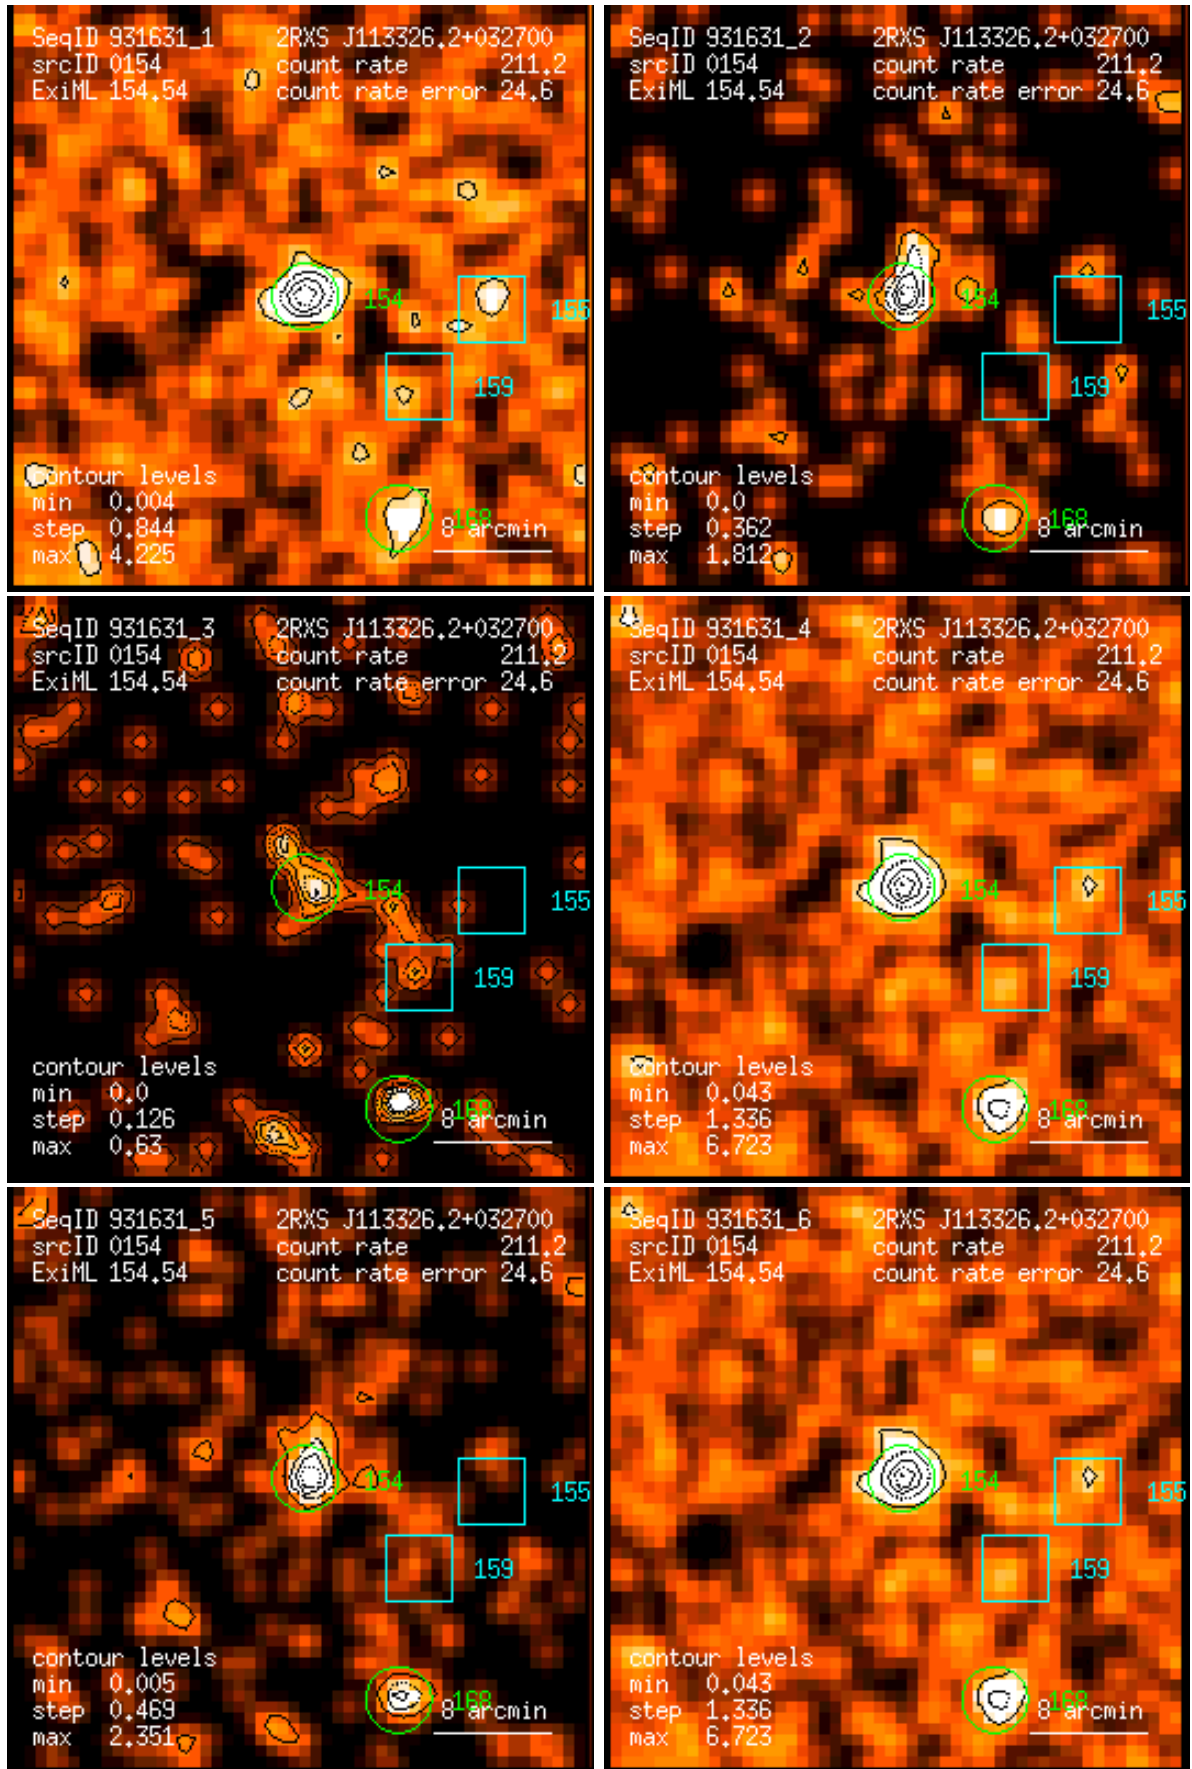 SeqID 931631_1 2RXS J113326.2+032700
srcID 0154 count rate 211.2
ExiML 154.54 count rate error 24.6
154
155
159
contour levels
min 0.004
step 0.844
168
8 arcmin
max 4.225
SeqID 931631_2 2RXS J113326.2+032700
srcID 0154 count rate 211.2
ExiML 154.54 count rate error 24.6
154
155
159
contour levels
min 0.0
step 0.362
168
8 arcmin
max 1.812
SeqID 931631_3 2RXS J113326.2+032700
srcID 0154 count rate 211.2
ExiML 154.54 count rate error 24.6
154
155
159
contour levels
min 0.0
step 0.126
168
8 arcmin
max 0.63
SeqID 931631_4 2RXS J113326.2+032700
srcID 0154 count rate 211.2
ExiML 154.54 count rate error 24.6
154
155
159
contour levels
min 0.043
step 1.336
168
8 arcmin
max 6.723
SeqID 931631_5 2RXS J113326.2+032700
srcID 0154 count rate 211.2
ExiML 154.54 count rate error 24.6
154
155
159
contour levels
min 0.005
step 0.469
168
8 arcmin
max 2.351
SeqID 931631_6 2RXS J113326.2+032700
srcID 0154 count rate 211.2
ExiML 154.54 count rate error 24.6
154
155
159
contour levels
min 0.043
step 1.336
168
8 arcmin
max 6.723